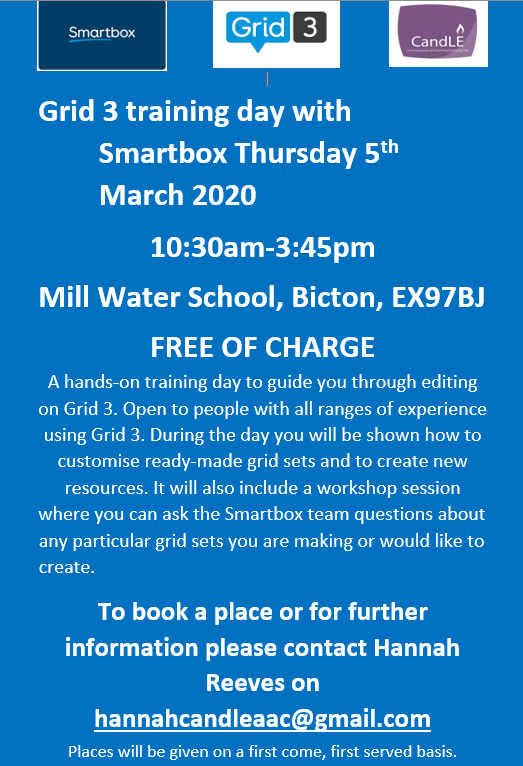 Smartbox
Grid 3
CandLE
Grid 3 training day with
Smartbox Thursday 5th
March 2020
10:30am-3:45pm
Mill Water School, Bicton, EX97BJ
FREE OF CHARGE
A hands-on training day to guide you through editing
on Grid 3. Open to people with all ranges of experience
using Grid 3. During the day you will be shown how to
customise ready-made grid sets and to create new
resources. It will also include a workshop session
where you can ask the Smartbox team questions about
any particular grid sets you are making or would like to
create.
To book a place or for further
information please contact Hannah
Reeves on
hannahcandleaac@gmail.com
Places will be given on a first come, first served basis.